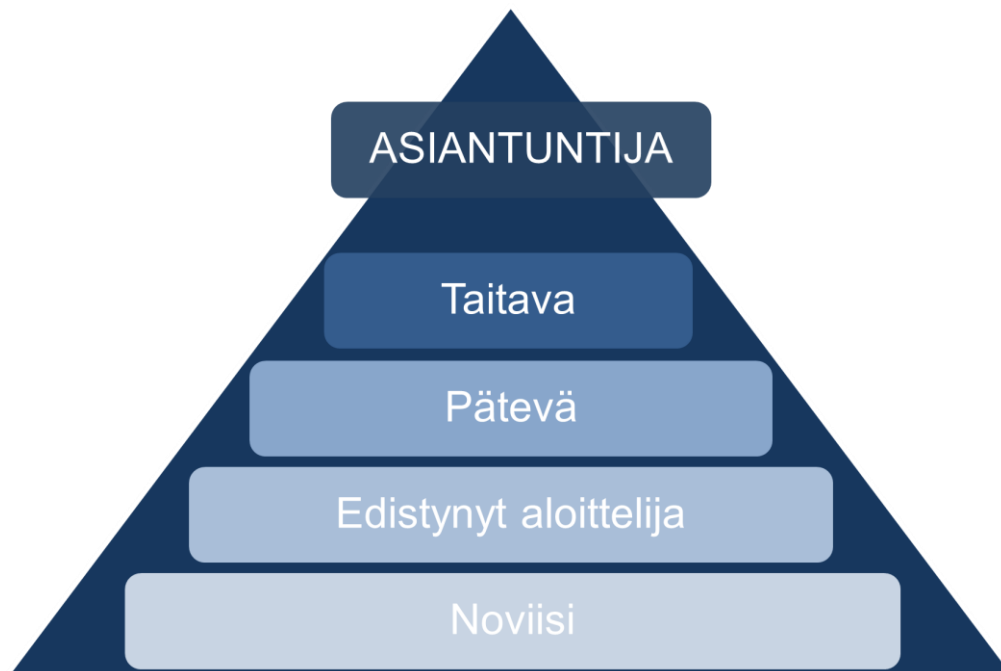 ASIANTUNTIJA
Taitava
Pätevä
Edistynyt aloittelija
Noviisi